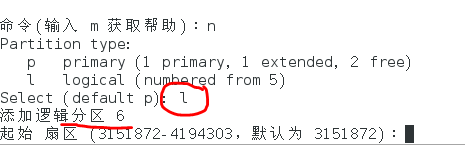 命令(输入 m 获取帮助)：n
Partition type:
p primary (1 primary, 1 extended, 2 free)
l logical (numbered from 5)
Select (default p): l
添加逻辑分区 6
起始 扇区 (3151872-4194303，默认为 3151872)：